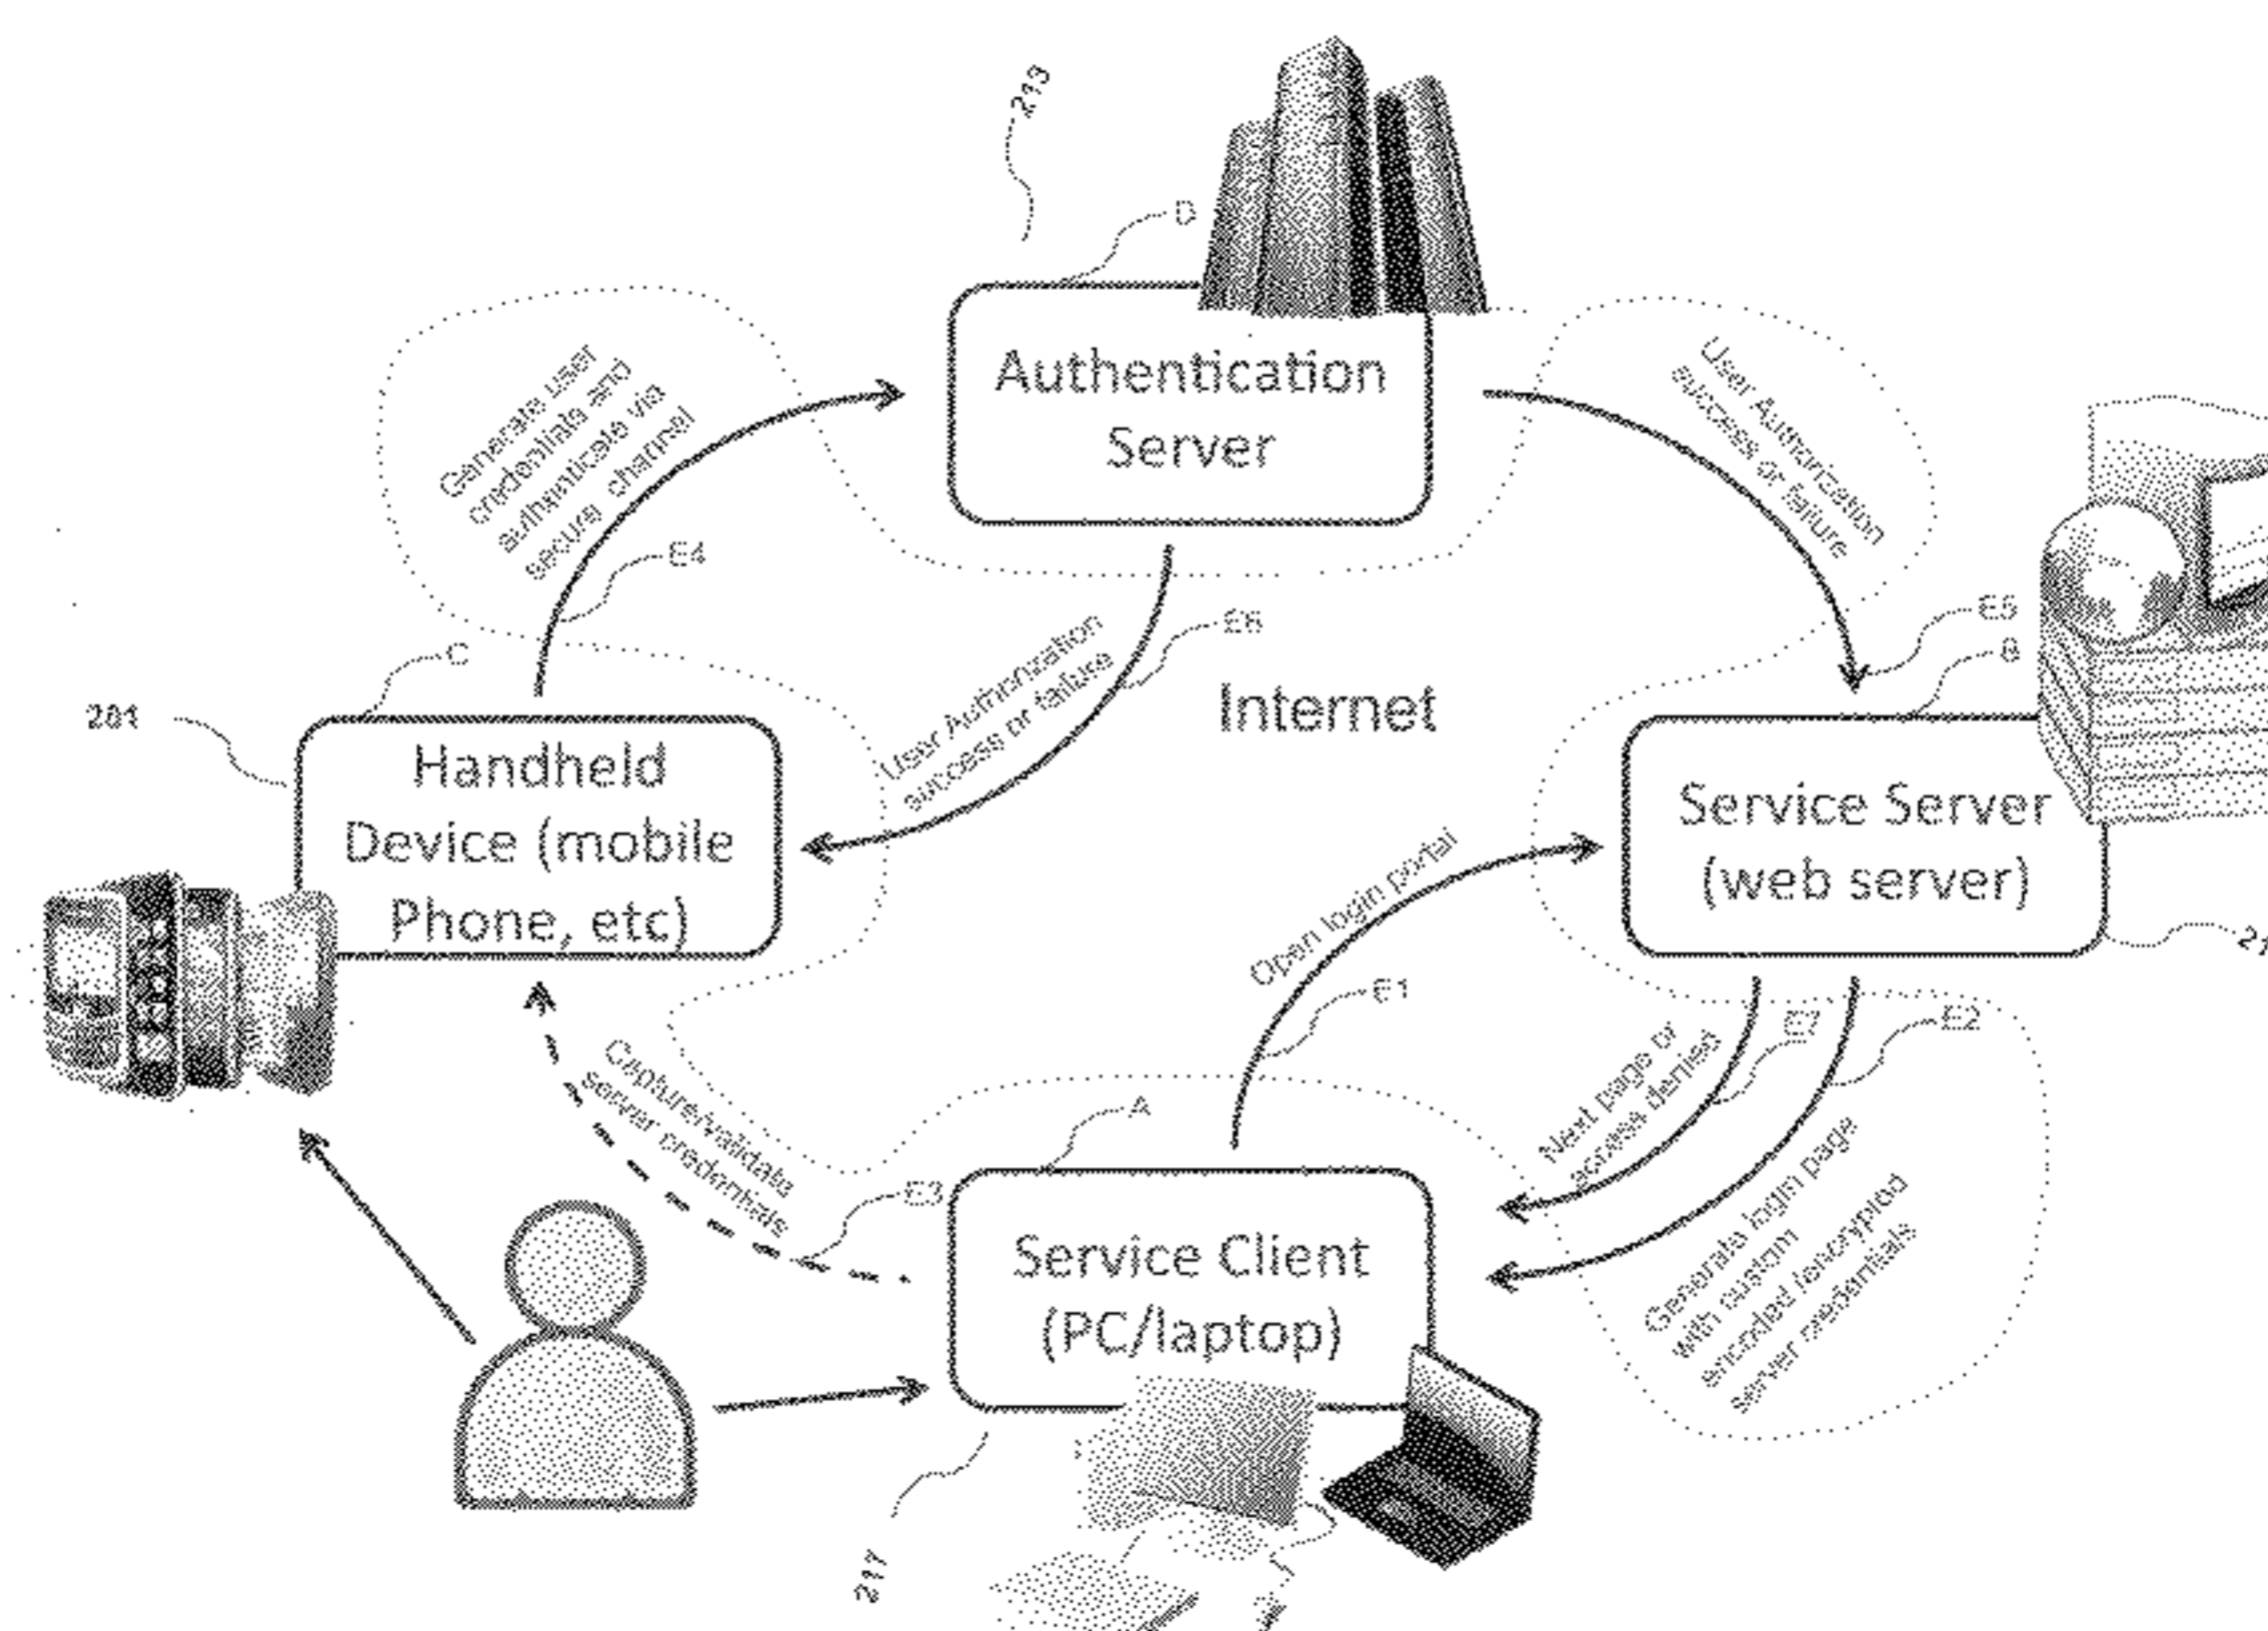 213
D
Authentication
Server
Generate user
credentials and
authenticate via
secure channel
E4
User Authorization
success or failure
E5
B
C
201
Handheld
Device (mobile
Phone, etc)
User Authorization
success or failure
E6
Internet
Service Server
(web server)
Open login portal
E1
Next page or
access denied
E7
E2
Generate login page
with custom
encoded /encrypted
server credentials
Capture/validate
server credentials
E3
A
Service Client
(PC/laptop)
217